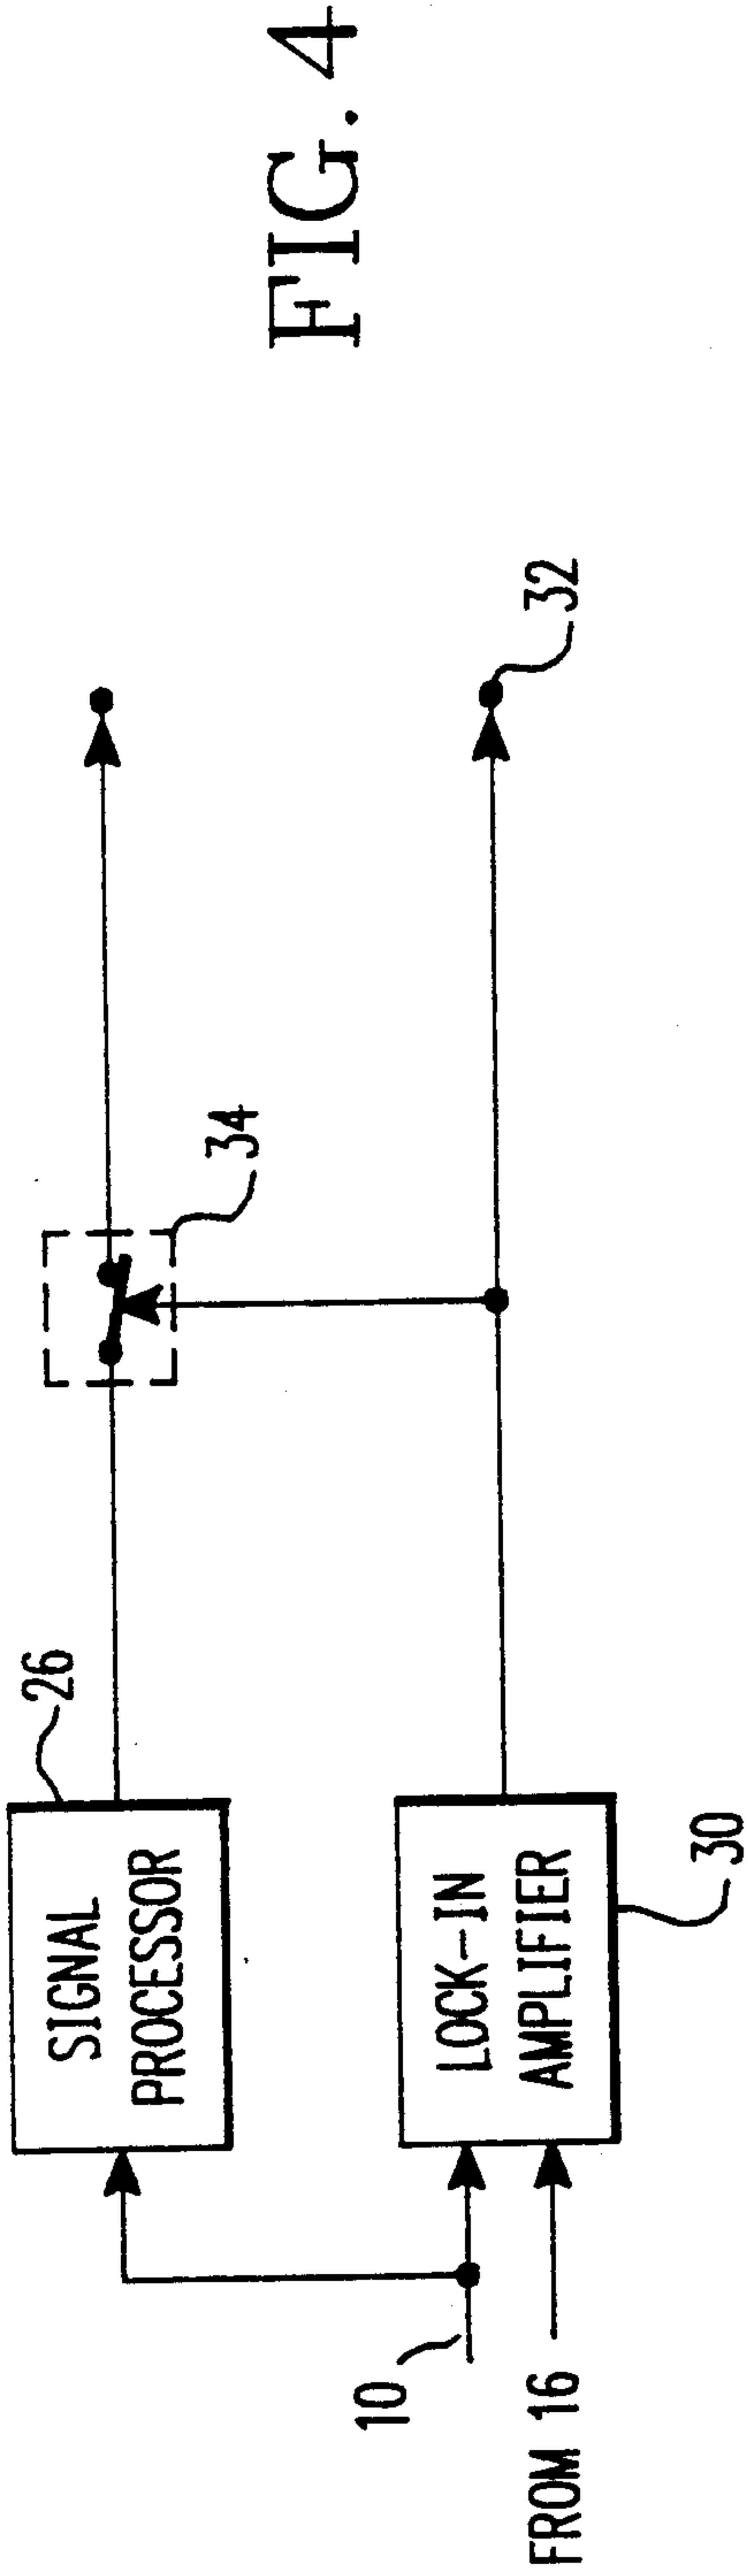 26
SIGNAL
PROCESSOR
34
10
LOCK-IN
AMPLIFIER
32
FROM 16
30
FIG. 4